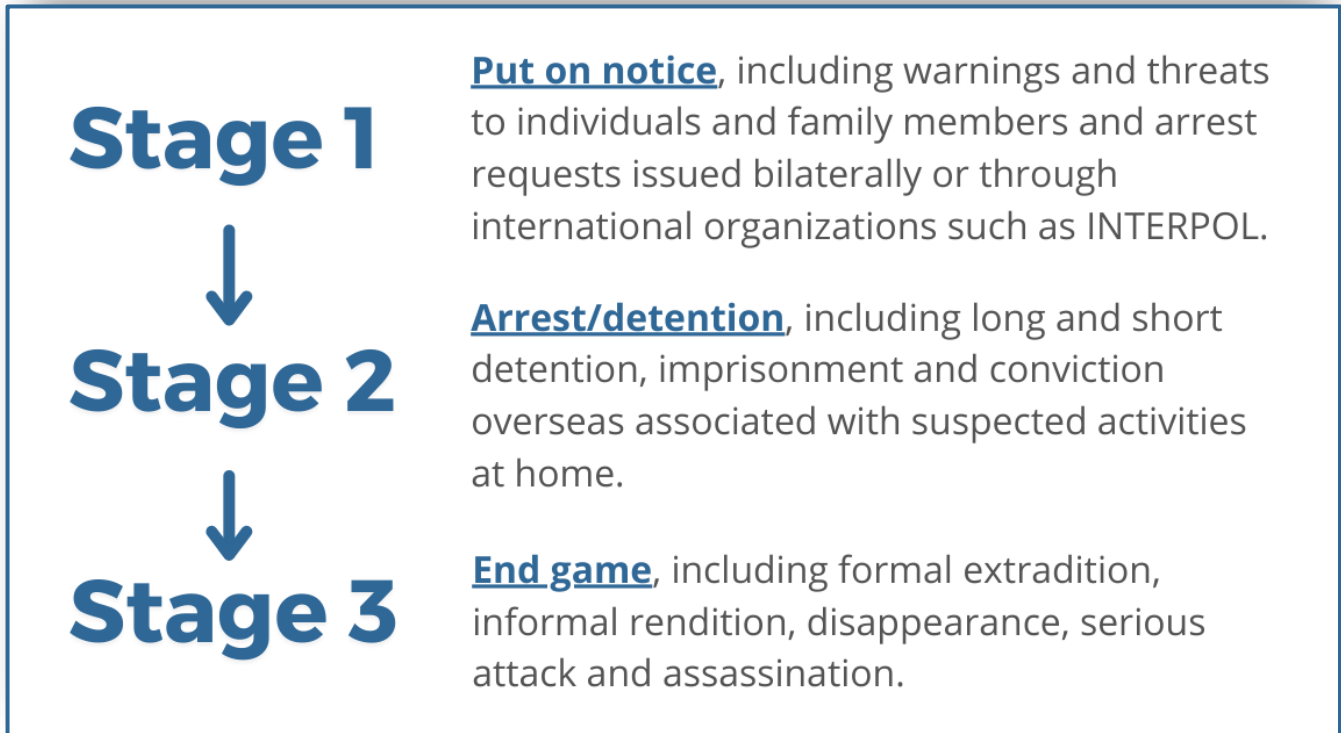 Stage 1
Put on notice, including warnings and threats
to individuals and family members and arrest
requests issued bilaterally or through
international organizations such as INTERPOL.
Stage 2
Arrest/detention, including long and short
detention, imprisonment and conviction
overseas associated with suspected activities
at home.
Stage 3
End game, including formal extradition,
informal rendition, disappearance, serious
attack and assassination.